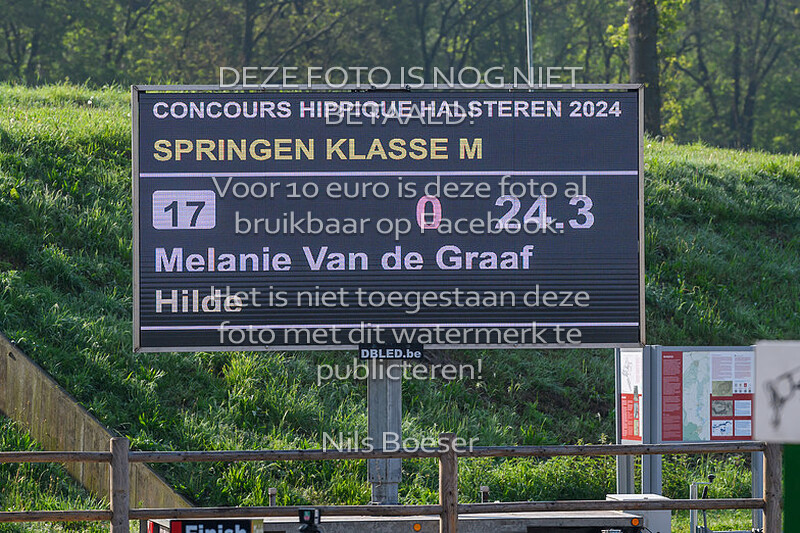 DEZE FOTO IS NOG NIET
BETAALD!
CONCOURS HIPPIQUE HALSTEREN 2024
SPRINGEN KLASSE M
Voor 10 euro is deze foto al
bruikbaar op facebook.
17 0 24.3
Melanie Van de Graaf
Hilde
Het is niet toegestaan deze
foto met dit watermerk te
publicteren!
DBLED.be
Nils Boeser
Finish